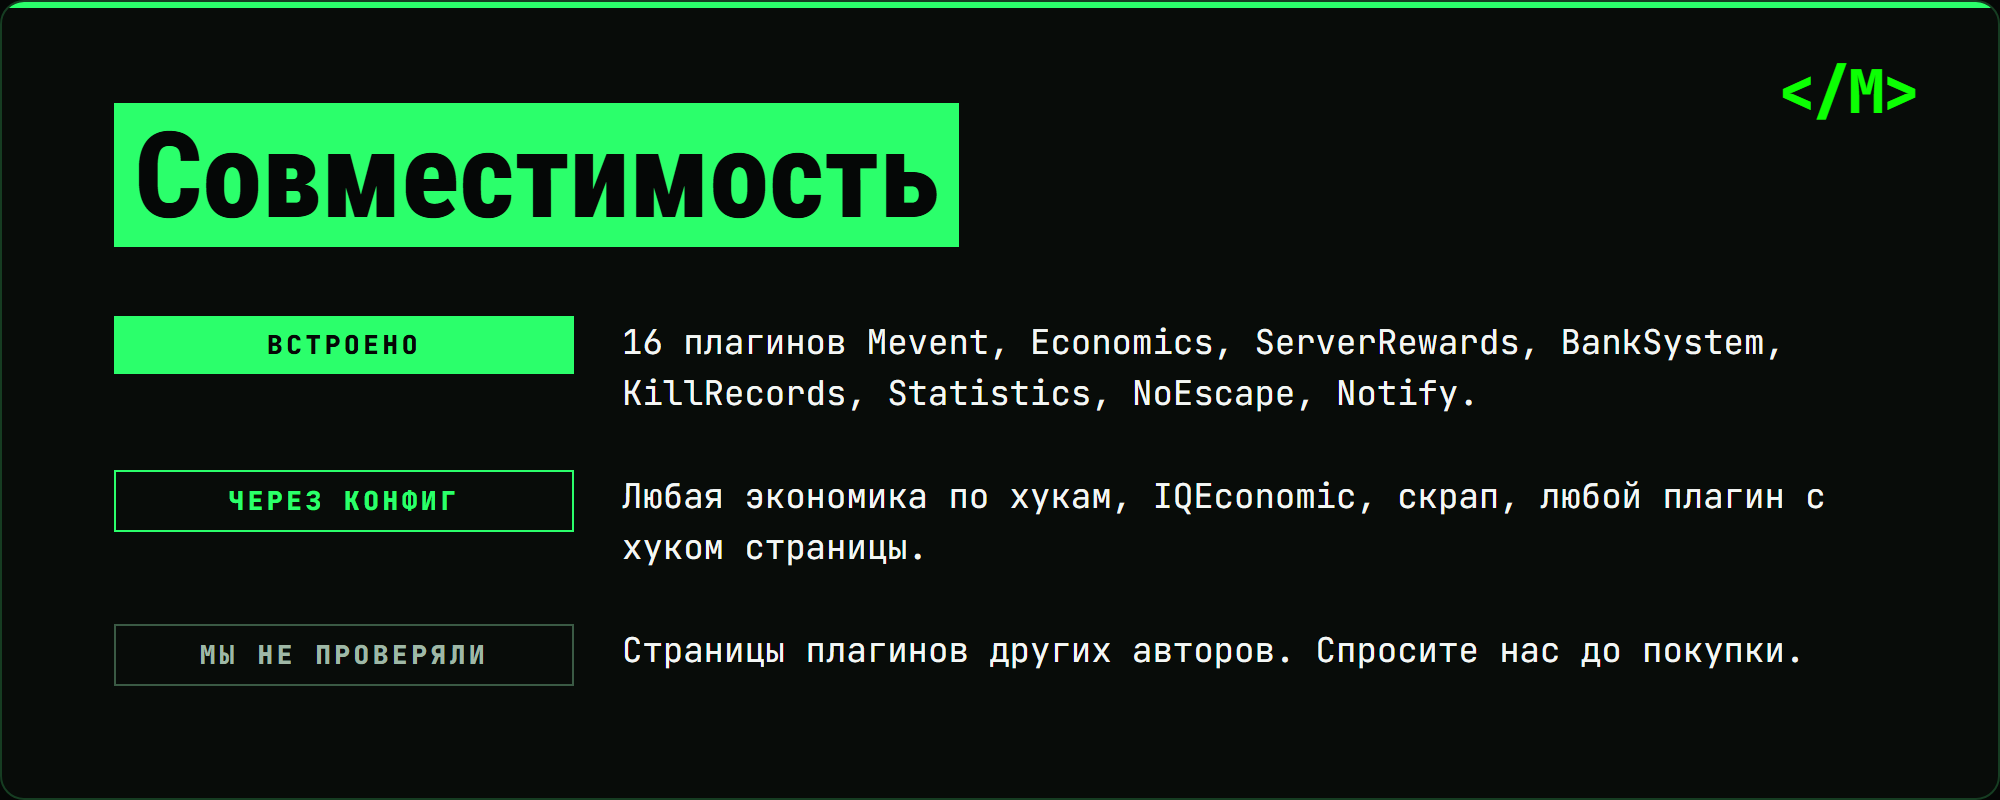 </M>
Совместимость
ВСТРОЕНО
16 плагинов Mevent, Economics, ServerRewards, BankSystem,
KillRecords, Statistics, NoEscape, Notify.
ЧЕРЕЗ КОНФИГ
Любая экономика по хукам, IQEconomic, скрап, любой плагин с
хуком страницы.
МЫ НЕ ПРОВЕРЯЛИ
Страницы плагинов других авторов. Спросите нас до покупки.